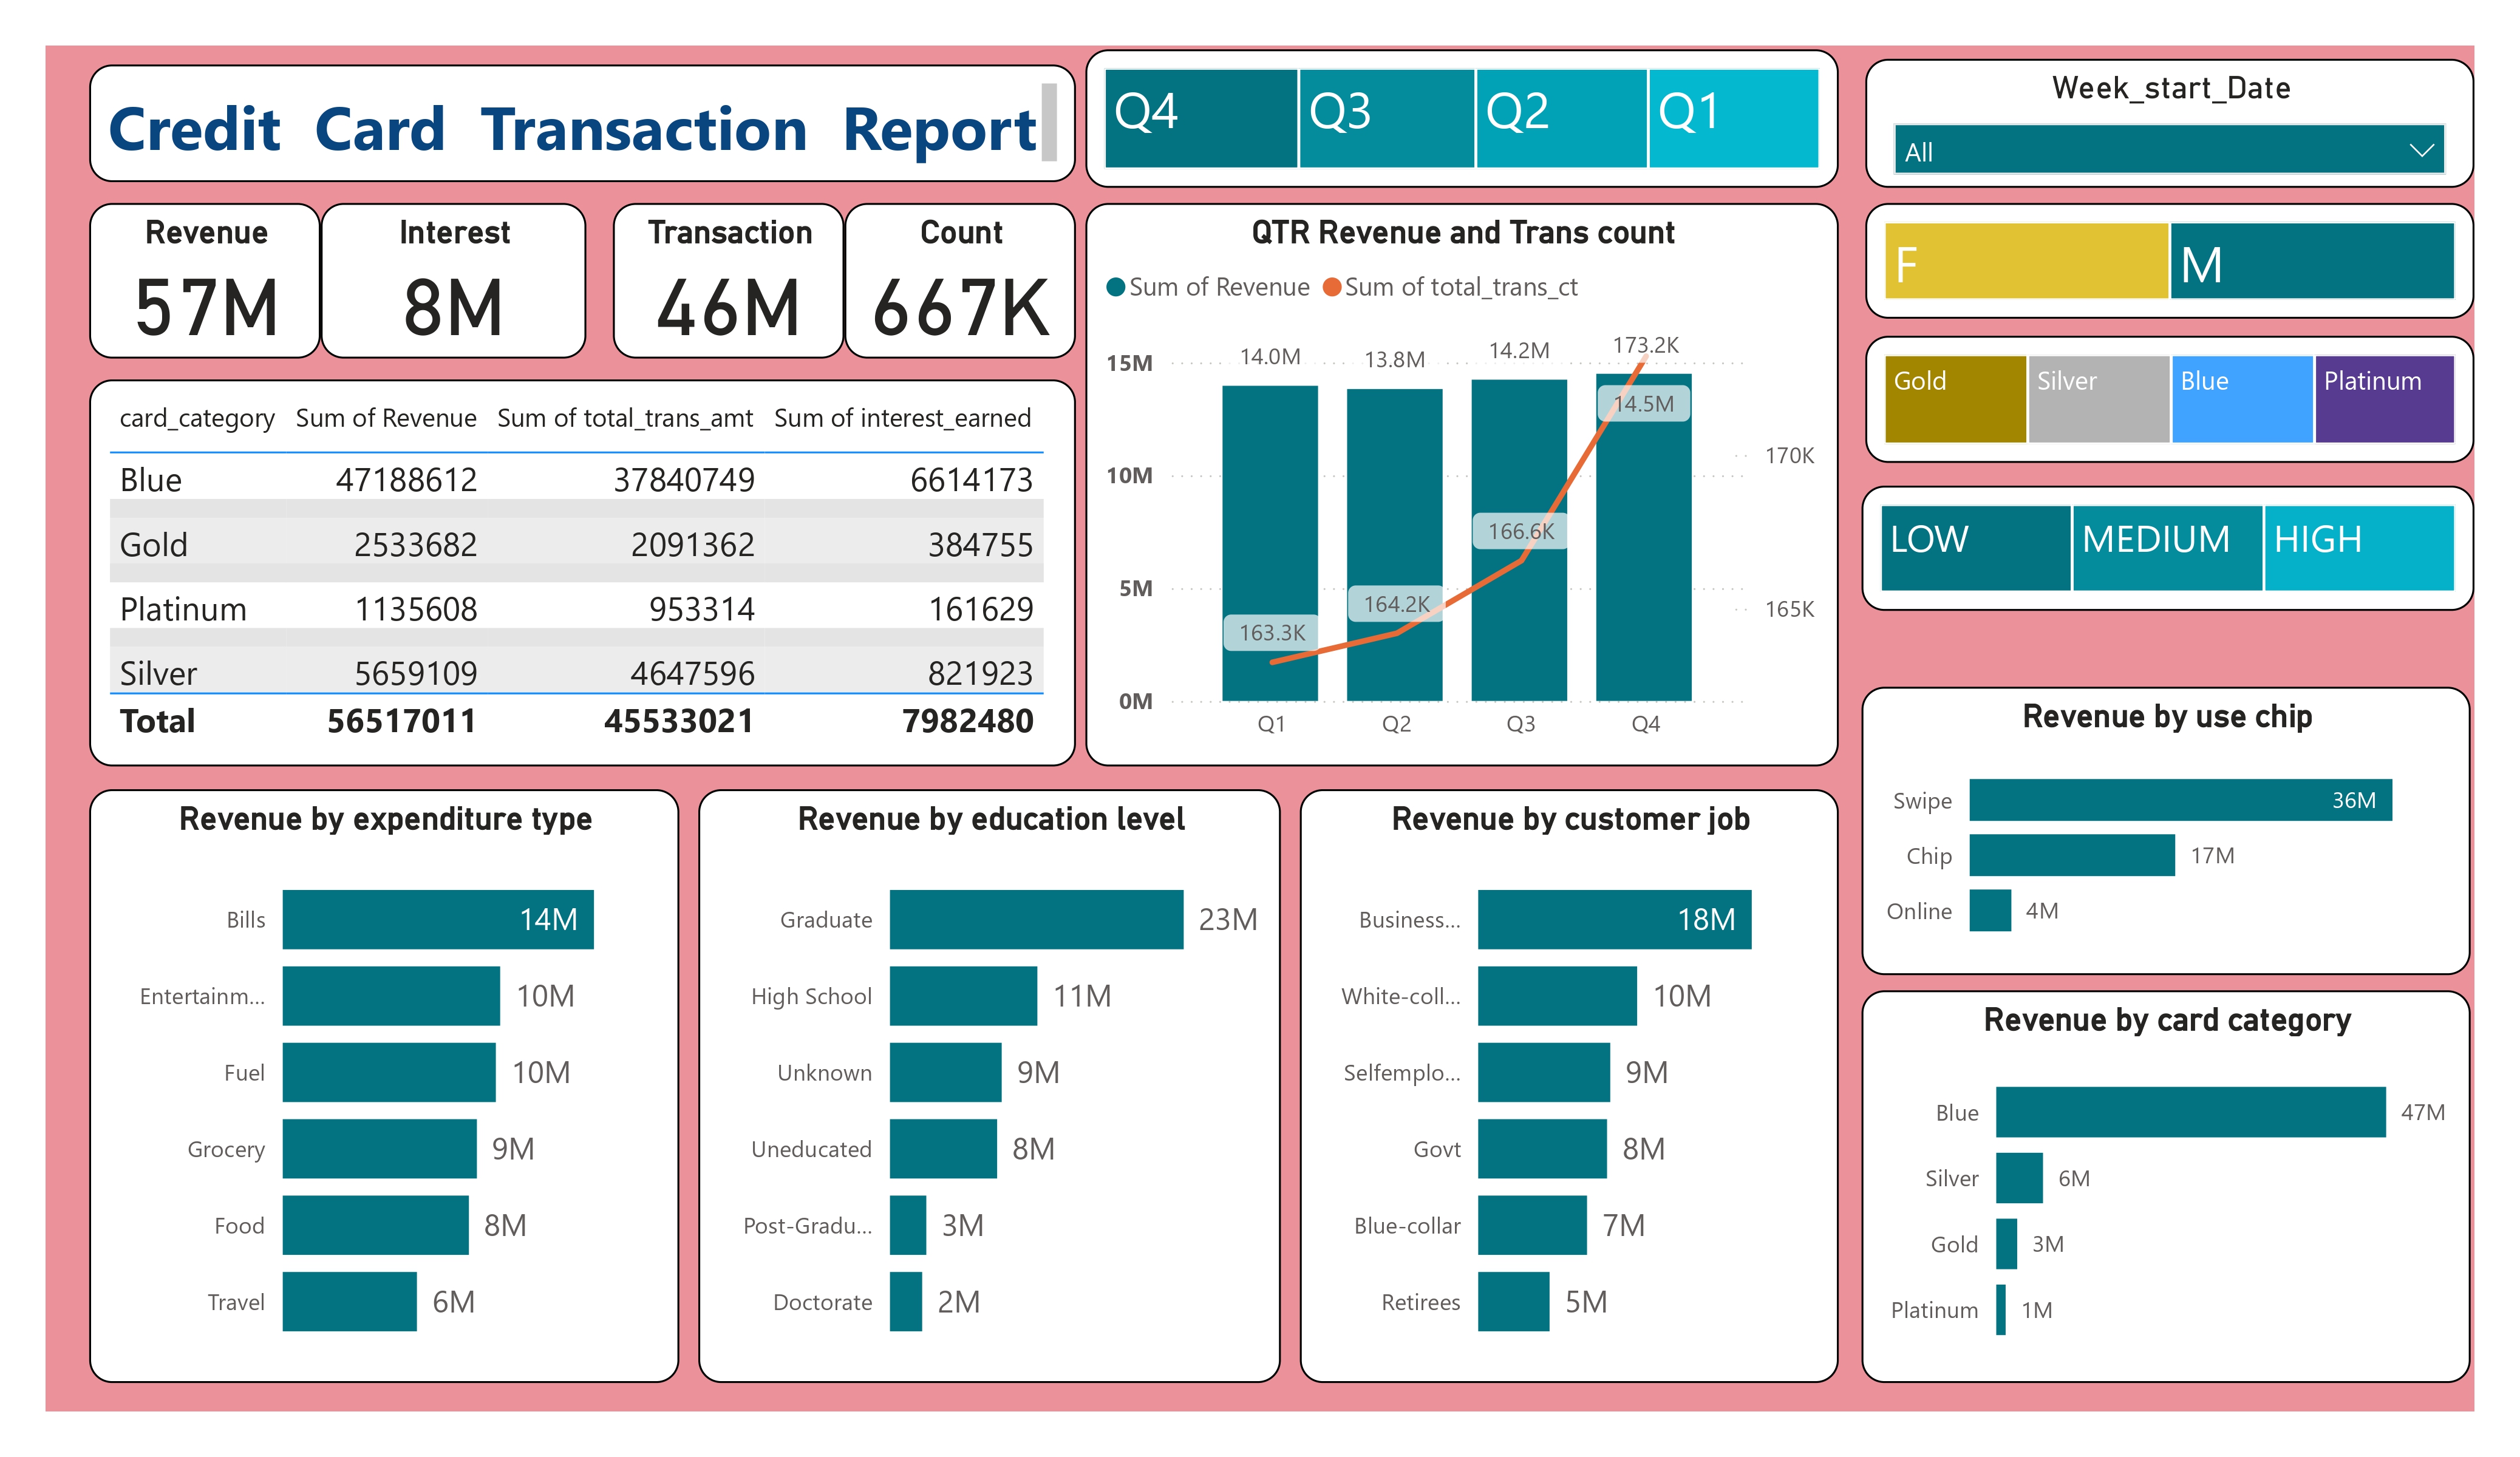 Credit Card Transaction Report
Q4 Q3 Q2 Q1
Week_start_Date
All
Revenue
57M
Interest
8M
Transaction
46M
Count
667K
F M
Gold Silver Blue Platinum
LOW MEDIUM HIGH
card_category Sum of Revenue Sum of total_trans_amt Sum of interest_earned
Blue 47188612 37840749 6614173
Gold 2533682 2091362 384755
Platinum 1135608 953314 161629
Silver 5659109 4647596 821923
Total 56517011 45533021 7982480
QTR Revenue and Trans count
Sum of Revenue Sum of total_trans_ct
15M
10M
5M
0M
14.0M 13.8M 14.2M 14.5M
163.3K 164.2K 166.6K 173.2K
170K
165K
Q1 Q2 Q3 Q4
Revenue by use chip
Swipe 36M
Chip 17M
Online 4M
Revenue by expenditure type
Bills 14M
Entertainm... 10M
Fuel 10M
Grocery 9M
Food 8M
Travel 6M
Revenue by education level
Graduate 23M
High School 11M
Unknown 9M
Uneducated 8M
Post-Gradu... 3M
Doctorate 2M
Revenue by customer job
Business... 18M
White-coll... 10M
Selfemplo... 9M
Govt 8M
Blue-collar 7M
Retirees 5M
Revenue by card category
Blue 47M
Silver 6M
Gold 3M
Platinum 1M